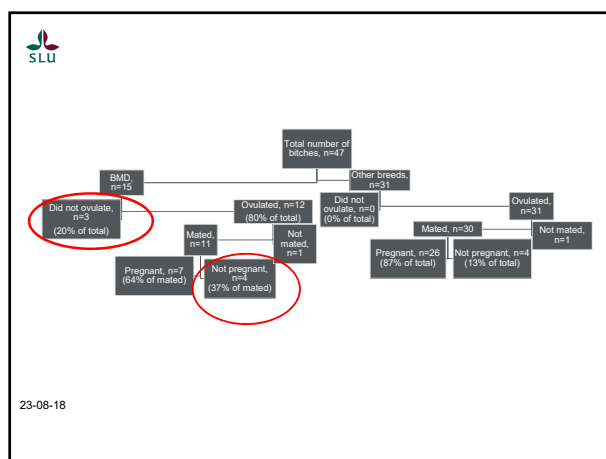 SLU
Total number of
bitches, n=47
BMD,
n=15
Other breeds,
n=31
Did not ovulate,
n=3
(20% of total)
Ovulated, n=12
(80% of total)
Did not
ovulate, n=0
(0% of total)
Ovulated,
n=31
Mated,
n=11
Not
mated,
n=1
Mated, n=30
Not mated,
n=1
Pregnant, n=7
(64% of mated)
Not pregnant,
n=4
(37% of mated)
Pregnant, n=26
(87% of total)
Not pregnant, n=4
(13% of total)
23-08-18